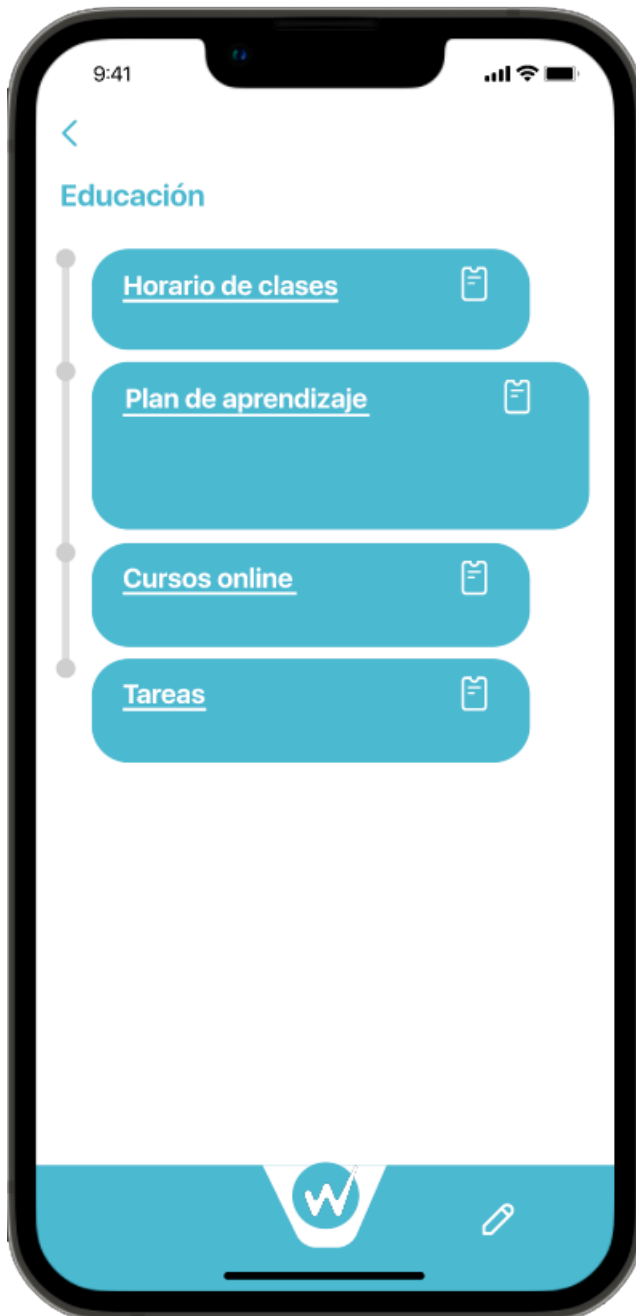 9:41
Educación
Horario de clases
Plan de aprendizaje
Cursos online
Tareas